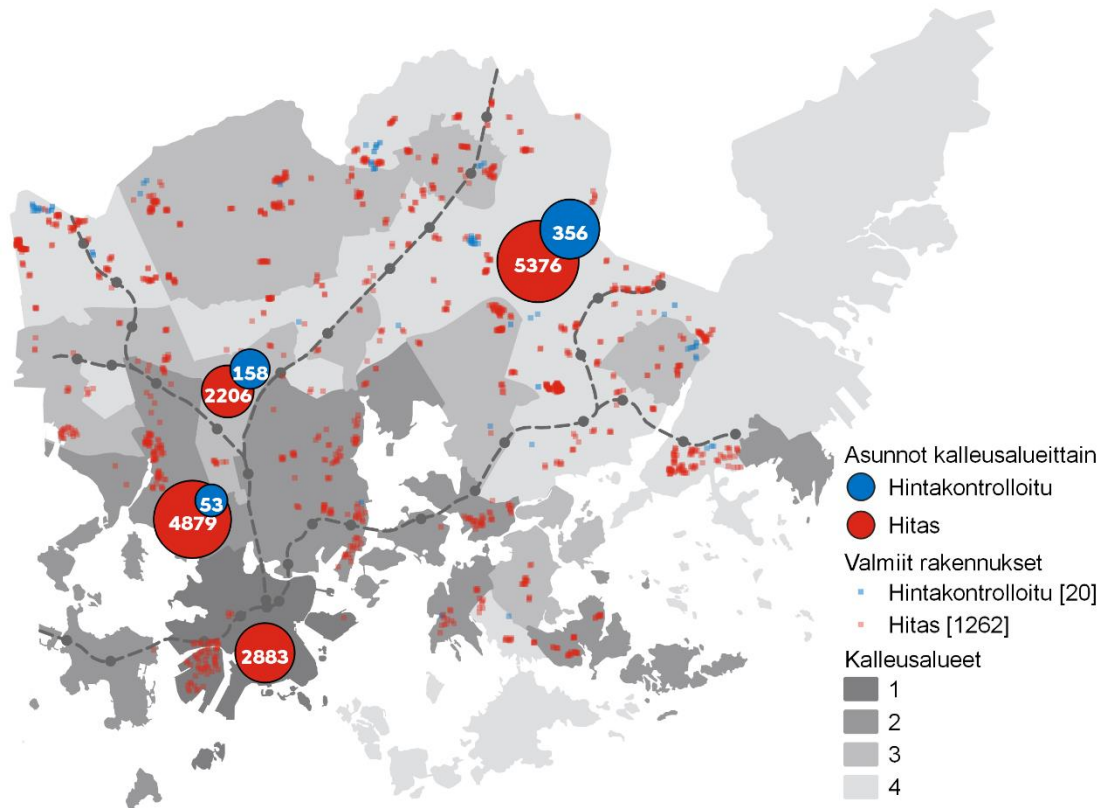 356
5376
158
2206
53
4879
2883
Asunnot kalleusalueittain
Hintakontrolloitu
Hitas
Valmiit rakennukset
Hintakontrolloitu [20]
Hitas [1262]
Kalleusalueet
1
2
3
4